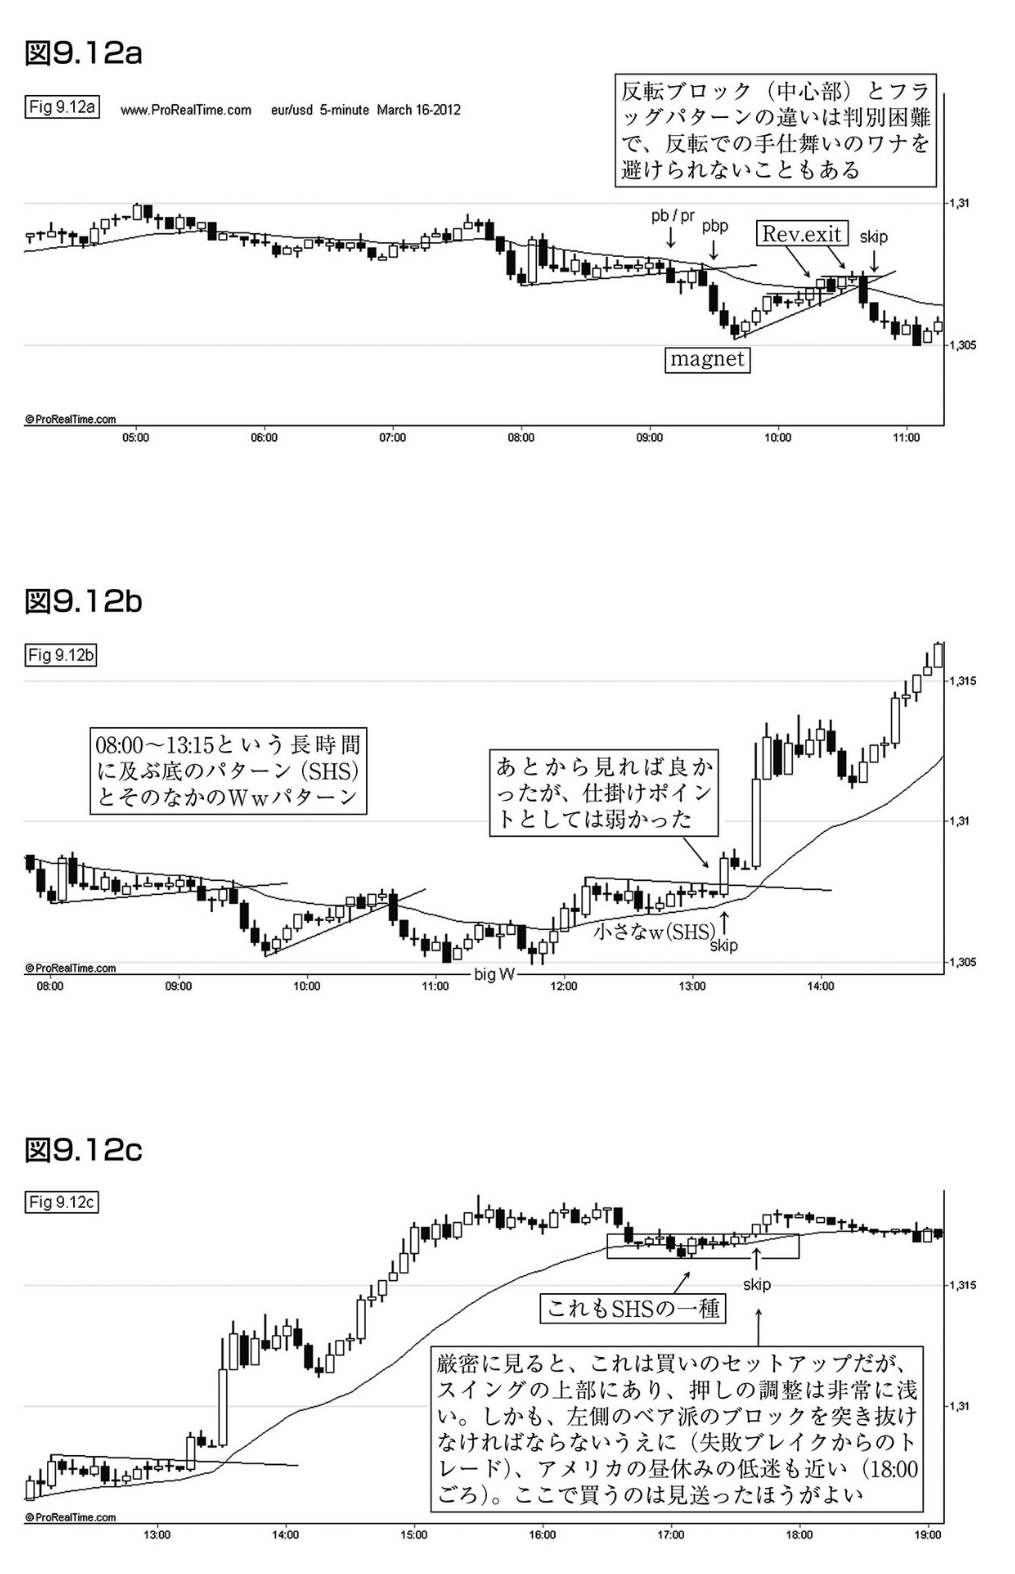 図9.12a
Fig 9.12a
www.ProRealTime.com eur/usd 5-minute March 16-2012
反転ブロック（中心部）とフラ
ッグパターンの違いは判別困難
で、反転での手仕舞いのワナを
避けられないこともある
1,31
pb / pr
pbp
Rev.exit
skip
magnet
1,305
©ProRealTime.com
05:00 06:00 07:00 08:00 09:00 10:00 11:00
図9.12b
Fig 9.12b
1,315
08:00～13:15という長時間
に及ぶ底のパターン（SHS）
とそのなかのＷｗパターン
あとから見れば良か
ったが、仕掛けポイン
トとしては弱かった
1,31
小さなw(SHS)
skip
1,305
©ProRealTime.com
big W
08:00 09:00 10:00 11:00 12:00 13:00 14:00
図9.12c
Fig 9.12c
skip
1,315
これもSHSの一種
厳密に見ると、これは買いのセットアップだが、
スイングの上部にあり、押しの調整は非常に浅
い。しかも、左側のベア派のブロックを突き抜け
なければならないうえに（失敗ブレイクからのト
レード）、アメリカの昼休みの低迷も近い（18:00
ごろ）。ここで買うのは見送ったほうがよい
1,31
©ProRealTime.com
13:00 14:00 15:00 16:00 17:00 18:00 19:00